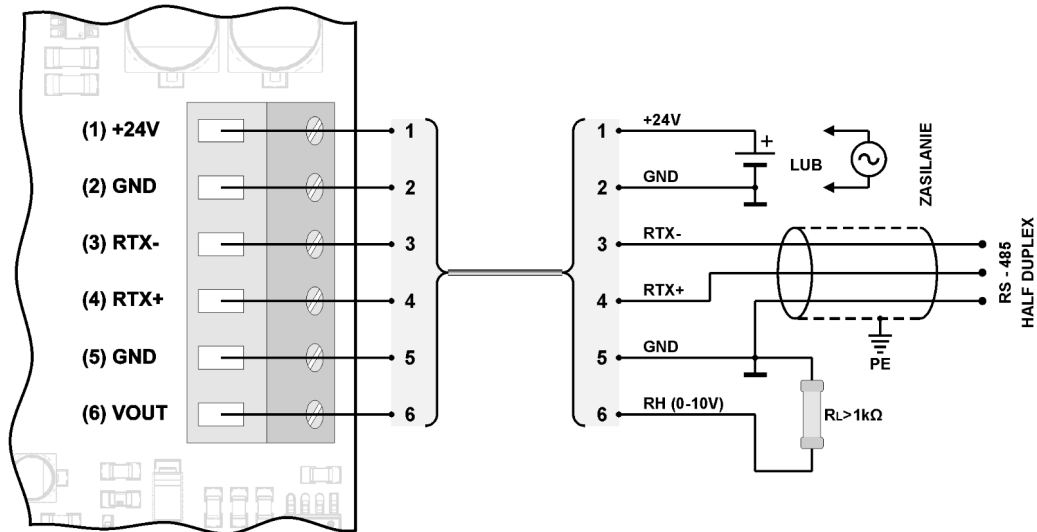 (1) +24V
(2) GND
(3) RTX-
(4) RTX+
(5) GND
(6) VOUT
1
2
3
4
5
6
1
2
3
4
5
6
+24V
GND
RTX-
RTX+
GND
RH (0-10V)
+
LUB
ZASILANIE
RS - 485
HALF DUPLEX
PE
RL>1kΩ